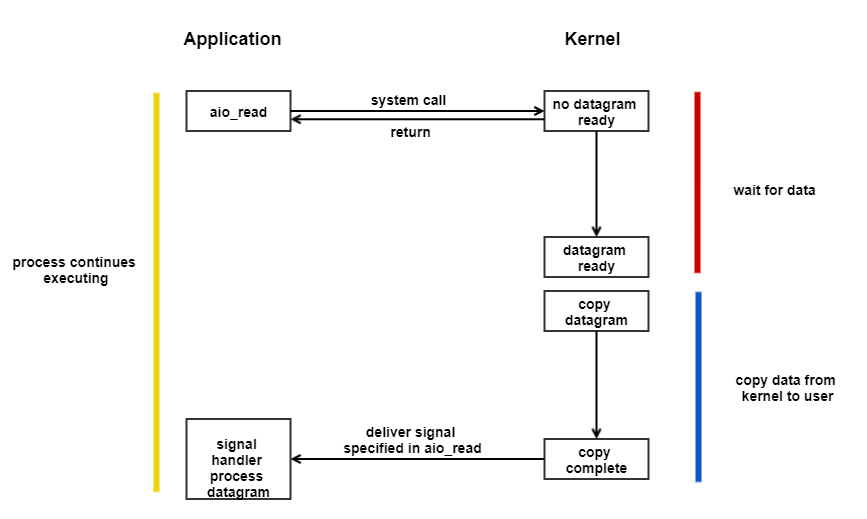 Application
Kernel
aio_read
system call
return
no datagram
ready
wait for data
datagram
ready
process continues
executing
copy
datagram
copy data from
kernel to user
deliver signal
specified in aio_read
signal
handler
process
datagram
copy
complete